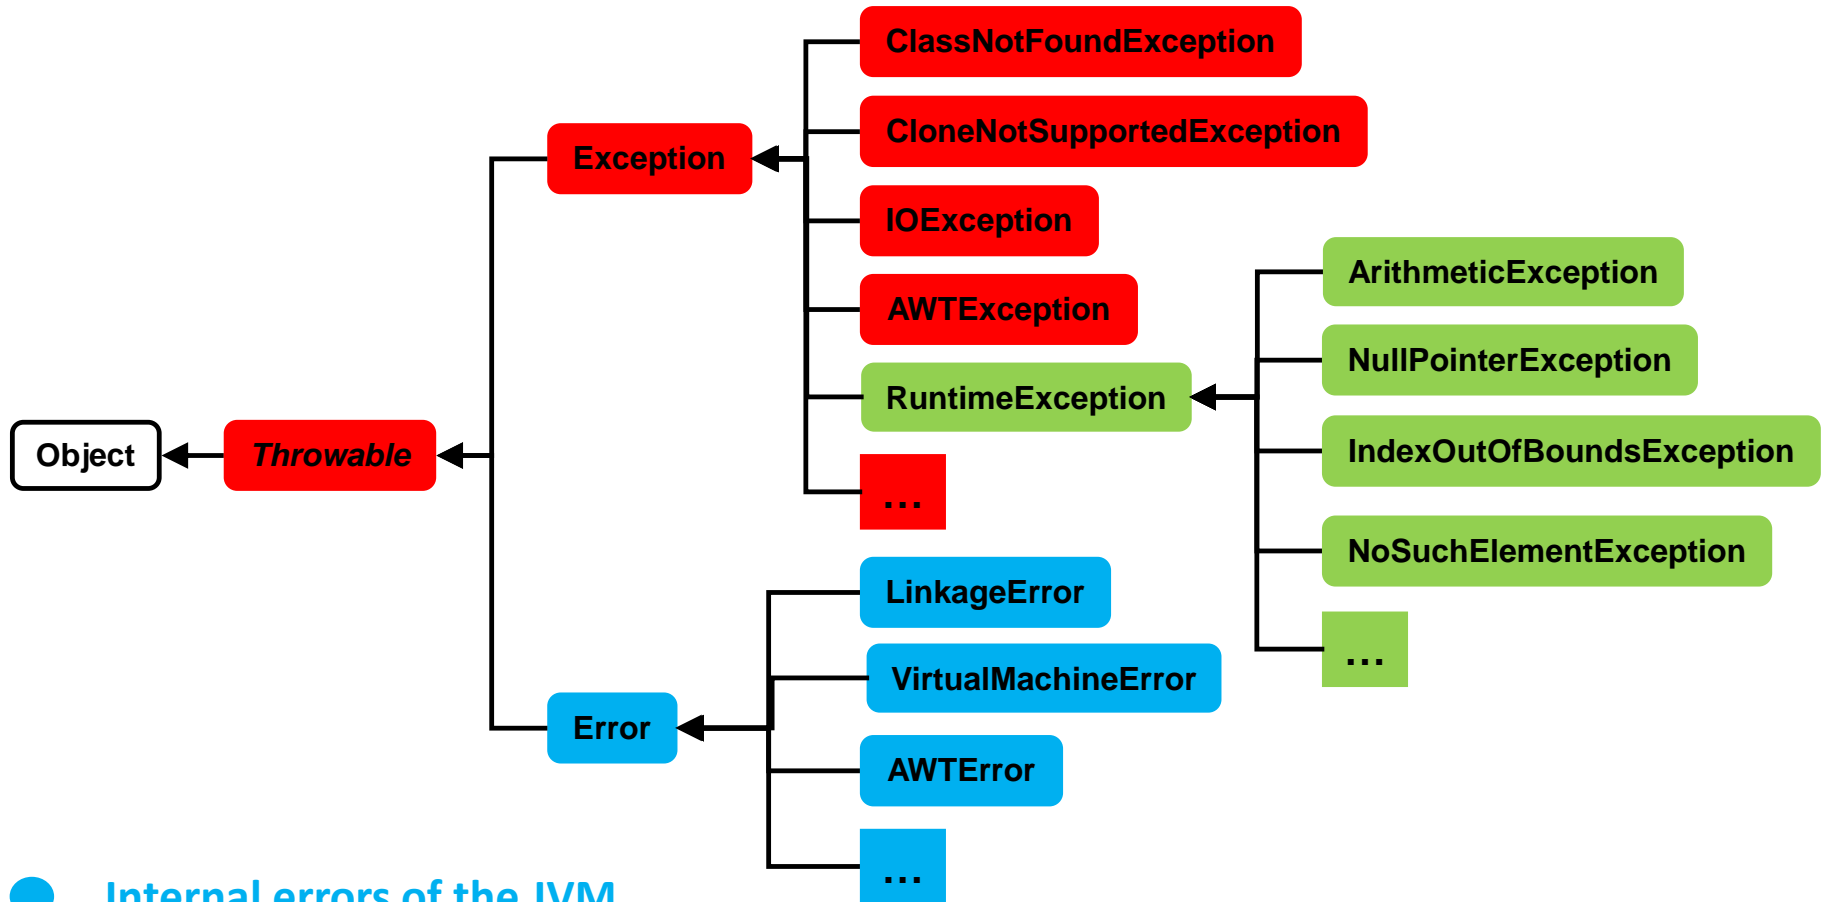 ClassNotFoundException
CloneNotSupportedException
Exception
IOException
AWTException
RuntimeException
...
ArithmeticException
NullPointerException
IndexOutOfBoundsException
NoSuchElementException
...
Object
Throwable
LinkageError
VirtualMachineError
Error
AWTError
...
Internal errors of the JVM